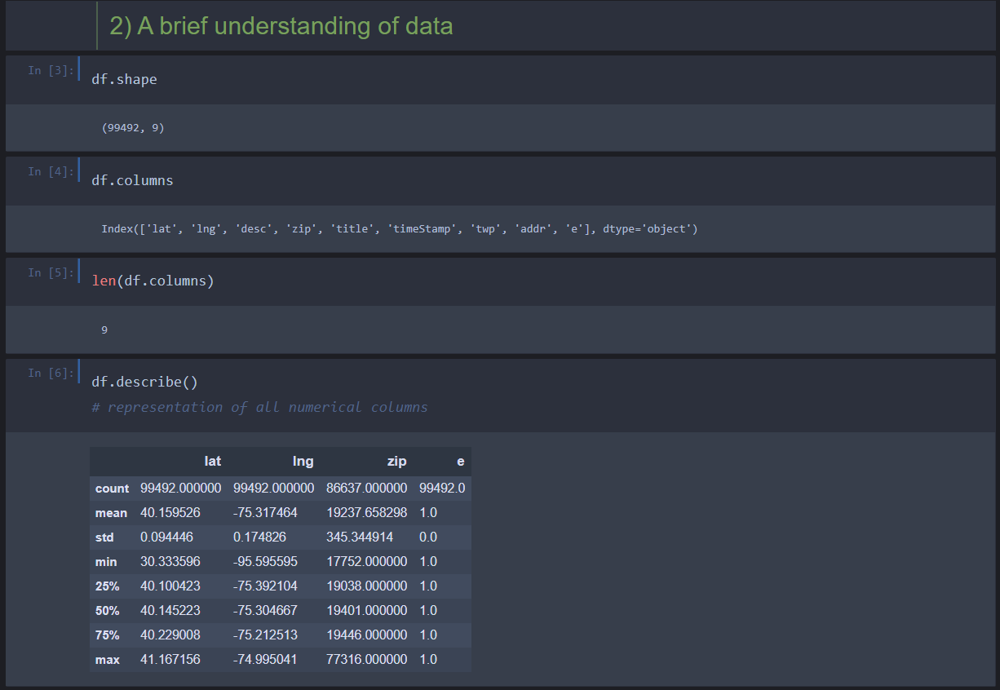 2) A brief understanding of data
In [3]:
df.shape
(99492, 9)
In [4]:
df.columns
Index(['lat', 'lng', 'desc', 'zip', 'title', 'timeStamp', 'twp', 'addr', 'e'], dtype='object')
In [5]:
len(df.columns)
9
In [6]:
df.describe()
# representation of all numerical columns
lat lng zip e
count 99492.000000 99492.000000 86637.000000 99492.0
mean 40.159526 -75.317464 19237.658298 1.0
std 0.094446 0.174826 345.344914 0.0
min 30.333596 -95.595595 17752.000000 1.0
25% 40.100423 -75.392104 19038.000000 1.0
50% 40.145223 -75.304667 19401.000000 1.0
75% 40.229008 -75.212513 19446.000000 1.0
max 41.167156 -74.995041 77316.000000 1.0